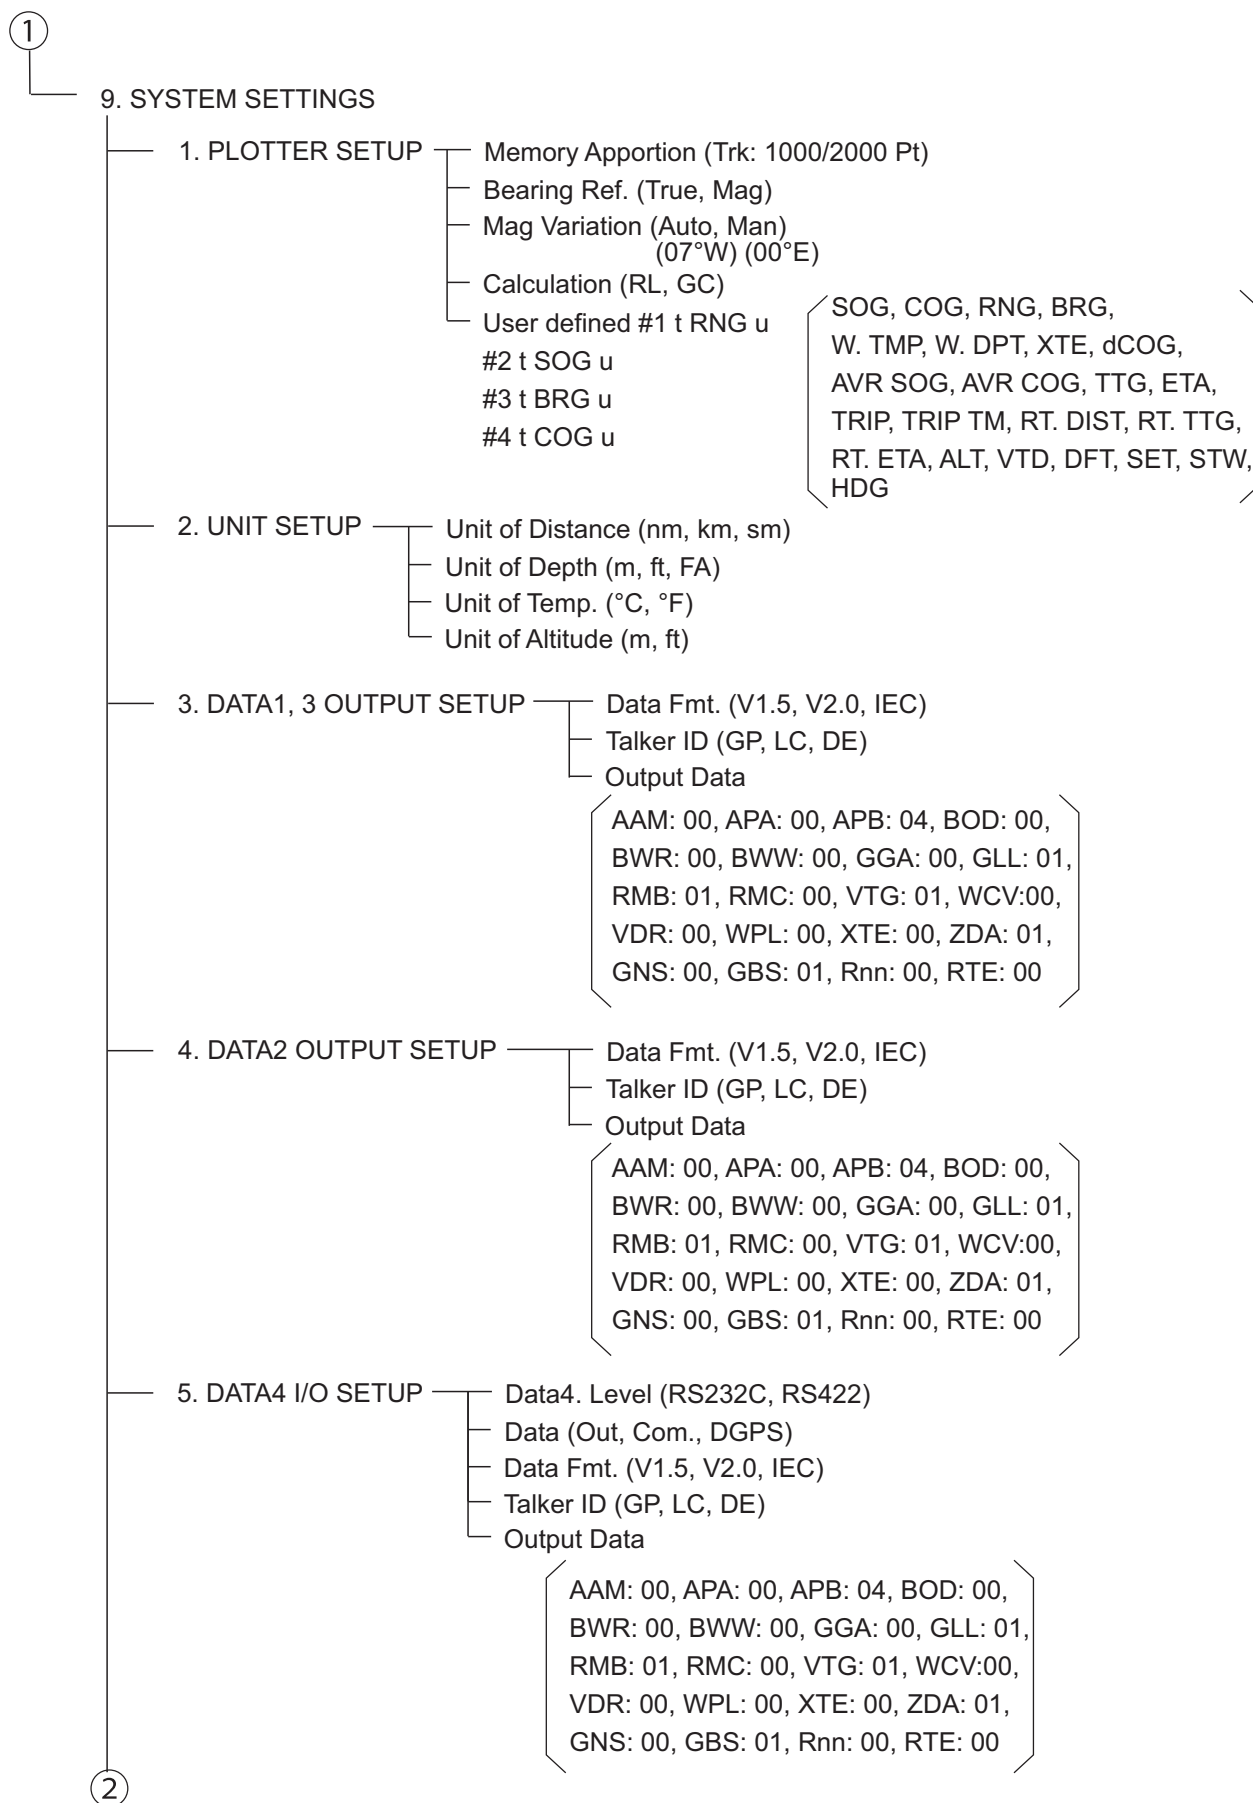 1
9. SYSTEM SETTINGS
1. PLOTTER SETUP
Memory Apportion (Trk: 1000/2000 Pt)
Bearing Ref. (True, Mag)
Mag Variation (Auto, Man)
(07°W) (00°E)
Calculation (RL, GC)
User defined #1 t RNG u
#2 t SOG u
#3 t BRG u
#4 t COG u
SOG, COG, RNG, BRG,
W. TMP, W. DPT, XTE, dCOG,
AVR SOG, AVR COG, TTG, ETA,
TRIP, TRIP TM, RT. DIST, RT. TTG,
RT. ETA, ALT, VTD, DFT, SET, STW,
HDG
2. UNIT SETUP
Unit of Distance (nm, km, sm)
Unit of Depth (m, ft, FA)
Unit of Temp. (°C, °F)
Unit of Altitude (m, ft)
3. DATA1, 3 OUTPUT SETUP
Data Fmt. (V1.5, V2.0, IEC)
Talker ID (GP, LC, DE)
Output Data
AAM: 00, APA: 00, APB: 04, BOD: 00,
BWR: 00, BWW: 00, GGA: 00, GLL: 01,
RMB: 01, RMC: 00, VTG: 01, WCV:00,
VDR: 00, WPL: 00, XTE: 00, ZDA: 01,
GNS: 00, GBS: 01, Rnn: 00, RTE: 00
4. DATA2 OUTPUT SETUP
Data Fmt. (V1.5, V2.0, IEC)
Talker ID (GP, LC, DE)
Output Data
AAM: 00, APA: 00, APB: 04, BOD: 00,
BWR: 00, BWW: 00, GGA: 00, GLL: 01,
RMB: 01, RMC: 00, VTG: 01, WCV:00,
VDR: 00, WPL: 00, XTE: 00, ZDA: 01,
GNS: 00, GBS: 01, Rnn: 00, RTE: 00
5. DATA4 I/O SETUP
Data4. Level (RS232C, RS422)
Data (Out, Com., DGPS)
Data Fmt. (V1.5, V2.0, IEC)
Talker ID (GP, LC, DE)
Output Data
AAM: 00, APA: 00, APB: 04, BOD: 00,
BWR: 00, BWW: 00, GGA: 00, GLL: 01,
RMB: 01, RMC: 00, VTG: 01, WCV:00,
VDR: 00, WPL: 00, XTE: 00, ZDA: 01,
GNS: 00, GBS: 01, Rnn: 00, RTE: 00
2